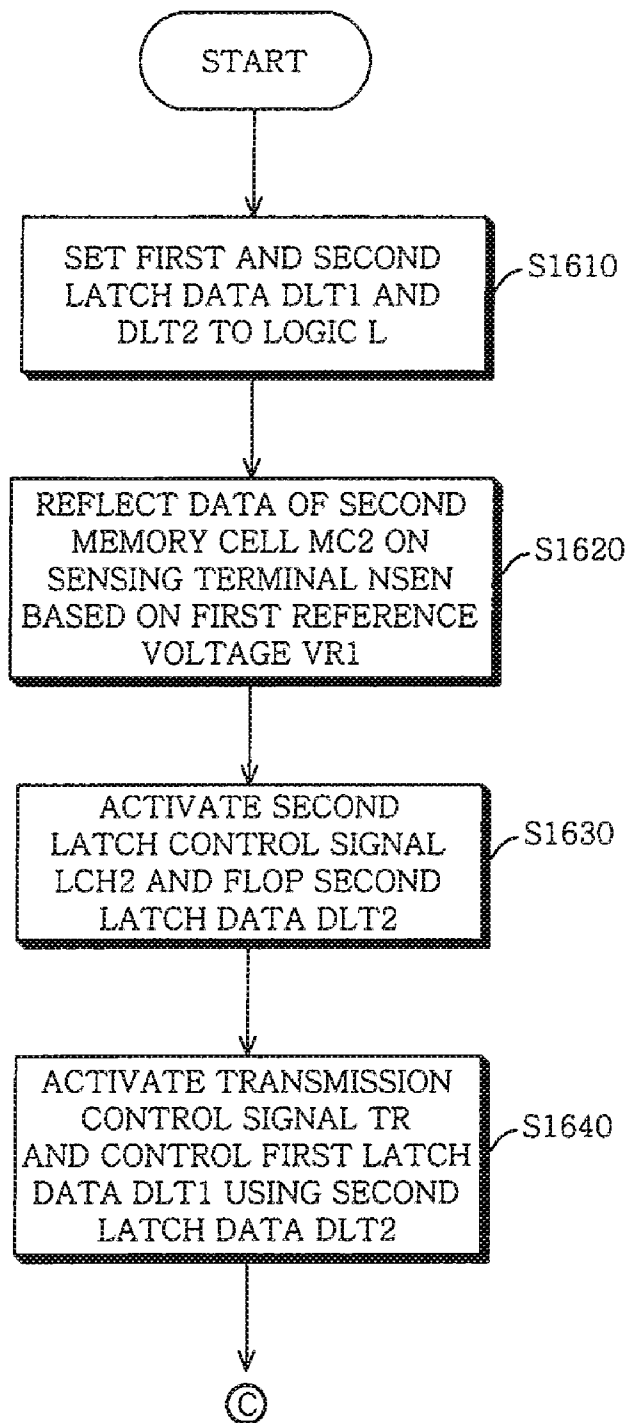 START
SET FIRST AND SECOND
LATCH DATA DLT1 AND
DLT2 TO LOGIC L
S1610
REFLECT DATA OF SECOND
MEMORY CELL MC2 ON
SENSING TERMINAL NSEN
BASED ON FIRST REFERENCE
VOLTAGE VR1
S1620
ACTIVATE SECOND
LATCH CONTROL SIGNAL
LCH2 AND FLOP SECOND
LATCH DATA DLT2
S1630
ACTIVATE TRANSMISSION
CONTROL SIGNAL TR
AND CONTROL FIRST LATCH
DATA DLT1 USING SECOND
LATCH DATA DLT2
S1640
C